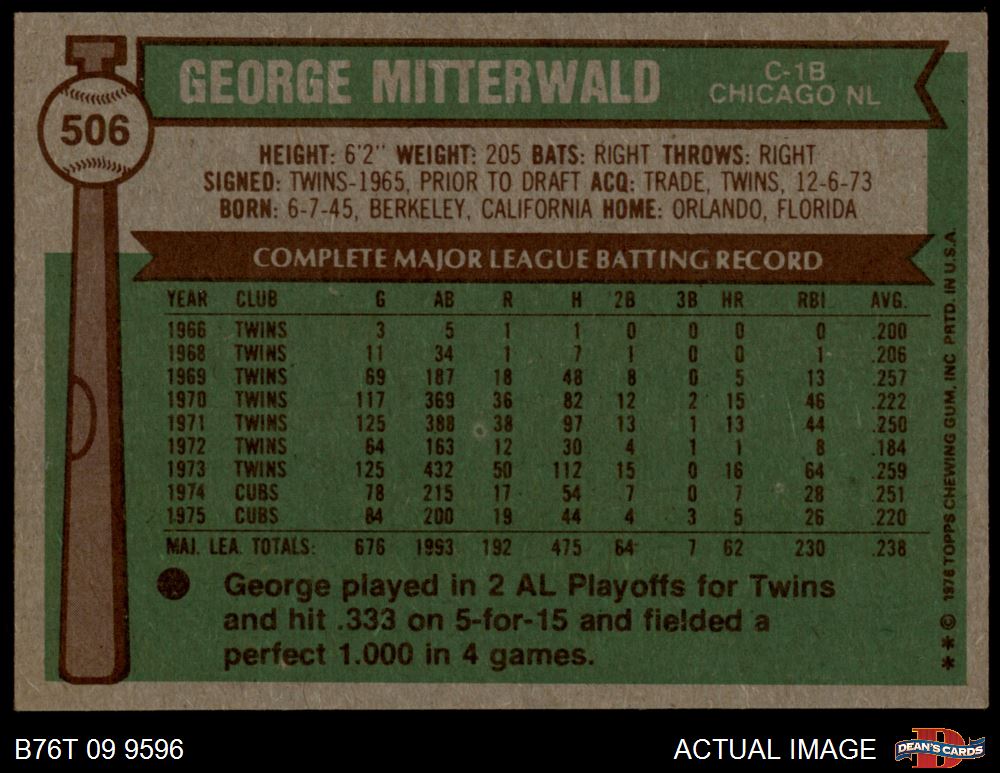 506
GEORGE MITTERWALD
C-1B
CHICAGO NL
HEIGHT: 6'2" WEIGHT: 205 BATS: RIGHT THROWS: RIGHT
SIGNED: TWINS-1965, PRIOR TO DRAFT ACQ: TRADE, TWINS, 12-6-73
BORN: 6-7-45, BERKELEY, CALIFORNIA HOME: ORLANDO, FLORIDA
COMPLETE MAJOR LEAGUE BATTING RECORD
YEAR CLUB G AB R H 2B 3B HR RBI AVG.
1966 TWINS 3 5 1 1 0 0 0 0 .200
1968 TWINS 11 34 1 7 1 0 0 1 .206
1969 TWINS 69 187 18 48 8 0 5 13 .257
1970 TWINS 117 369 36 82 12 2 15 46 .222
1971 TWINS 125 388 38 97 13 1 13 44 .250
1972 TWINS 64 163 12 30 4 1 1 8 .184
1973 TWINS 125 432 50 112 15 0 16 64 .259
1974 CUBS 78 215 17 54 7 0 7 28 .251
1975 CUBS 84 200 19 44 4 3 5 26 .220
MAJ. LEA. TOTALS: 676 1993 192 475 64 7 62 230 .238
George played in 2 AL Playoffs for Twins
and hit .333 on 5-for-15 and fielded a
perfect 1.000 in 4 games.
** © 1976 TOPPS CHEWING GUM, INC PRTD. IN U.S.A.
B76T 09 9596
ACTUAL IMAGE
DEAN'S CARDS